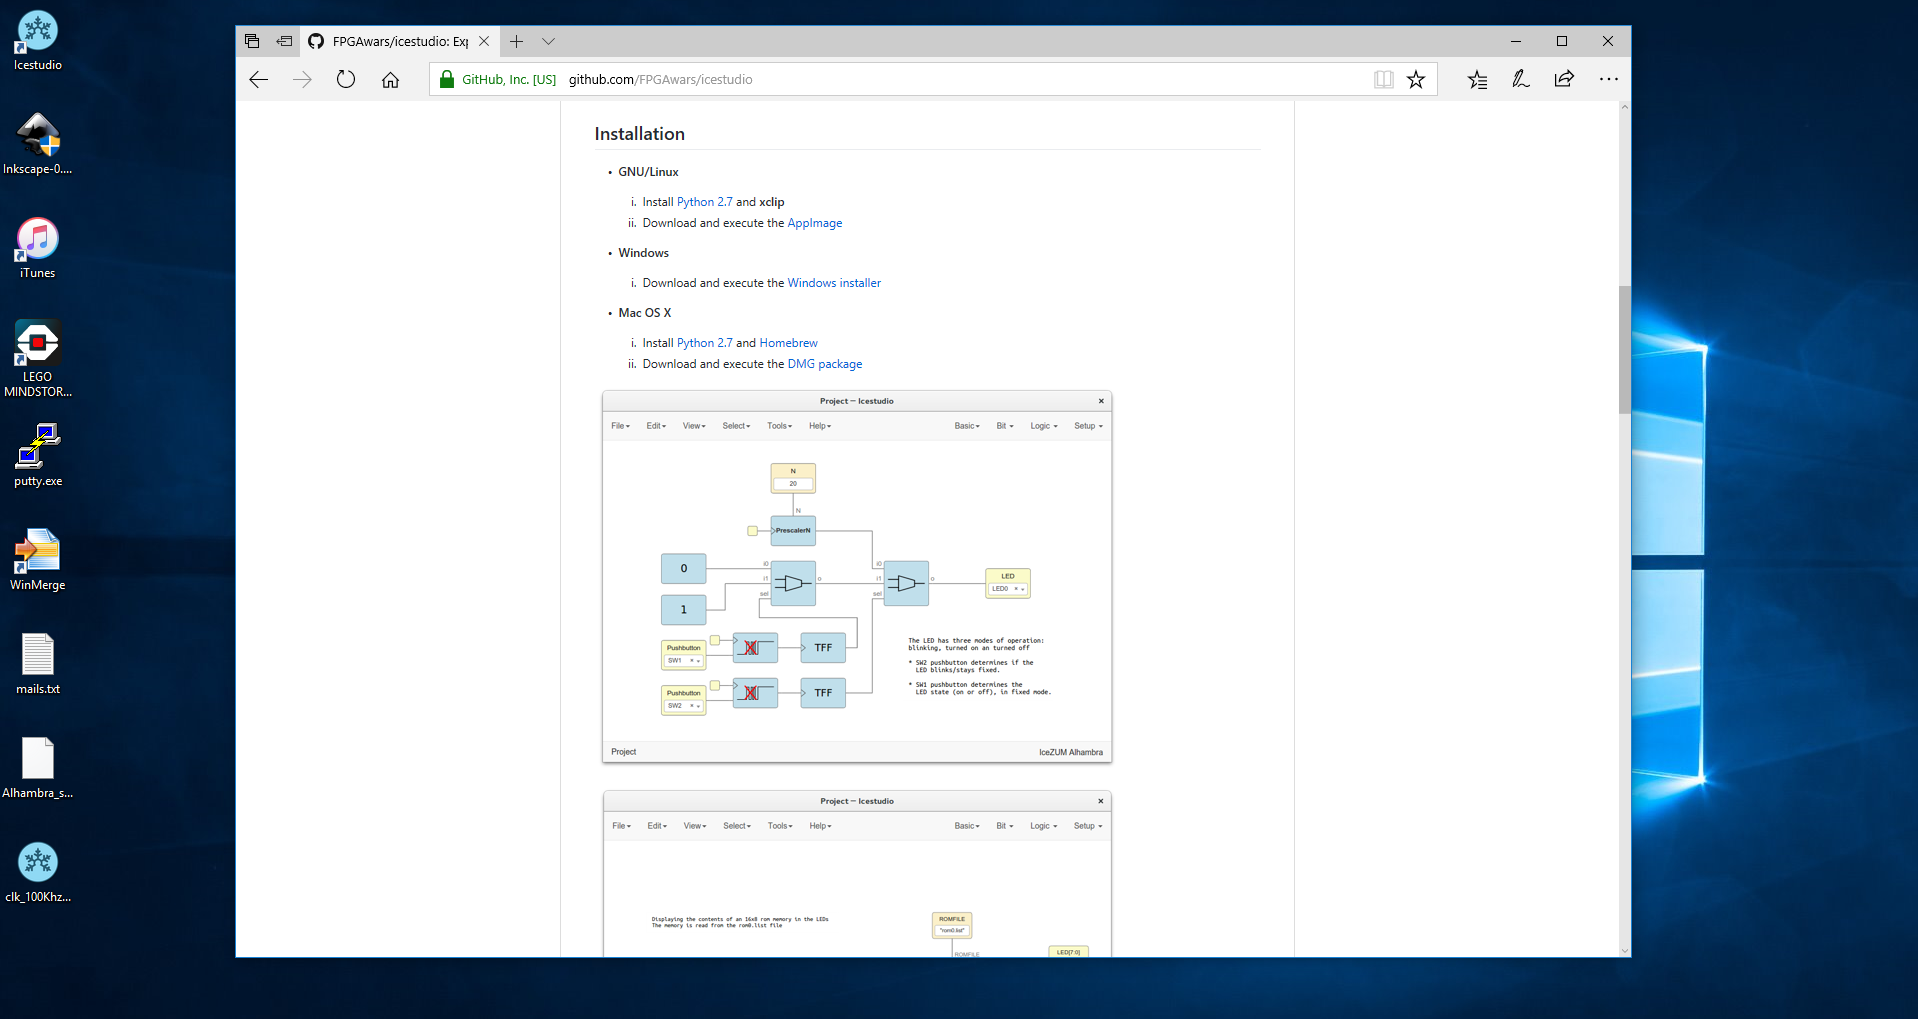 Icestudio
Inkscape-0....
iTunes
LEGO
MINDSTOR...
putty.exe
WinMerge
mails.txt
Alhambra_s...
clk_100Khz...
FPGAwars/icestudio: Exp
GitHub, Inc. [US] github.com/FPGAwars/icestudio
Installation
• GNU/Linux
i. Install Python 2.7 and xclip
ii. Download and execute the AppImage
• Windows
i. Download and execute the Windows installer
• Mac OS X
i. Install Python 2.7 and Homebrew
ii. Download and execute the DMG package
Project — Icestudio
File Edit View Select Tools Help Basic Bit Logic Setup
N
20
N
PrescalerN
0
i0
i1
sel
o
i0
i1
sel
o
LED
LED0
1
Pushbutton
SW1
TFF
Pushbutton
SW2
TFF
The LED has three modes of operation:
blinking, turned on an turned off
* SW2 pushbutton determines if the
LED blinks/stays fixed.
* SW1 pushbutton determines the
LED state (on or off), in fixed mode.
Project IceZUM Alhambra
Project — Icestudio
File Edit View Select Tools Help Basic Bit Logic Setup
Displaying the contents of an 16x8 rom memory in the LEDs
The memory is read from the rom0.list file
ROMFILE
"rom0.list"
ROMFILE
LED[7:0]